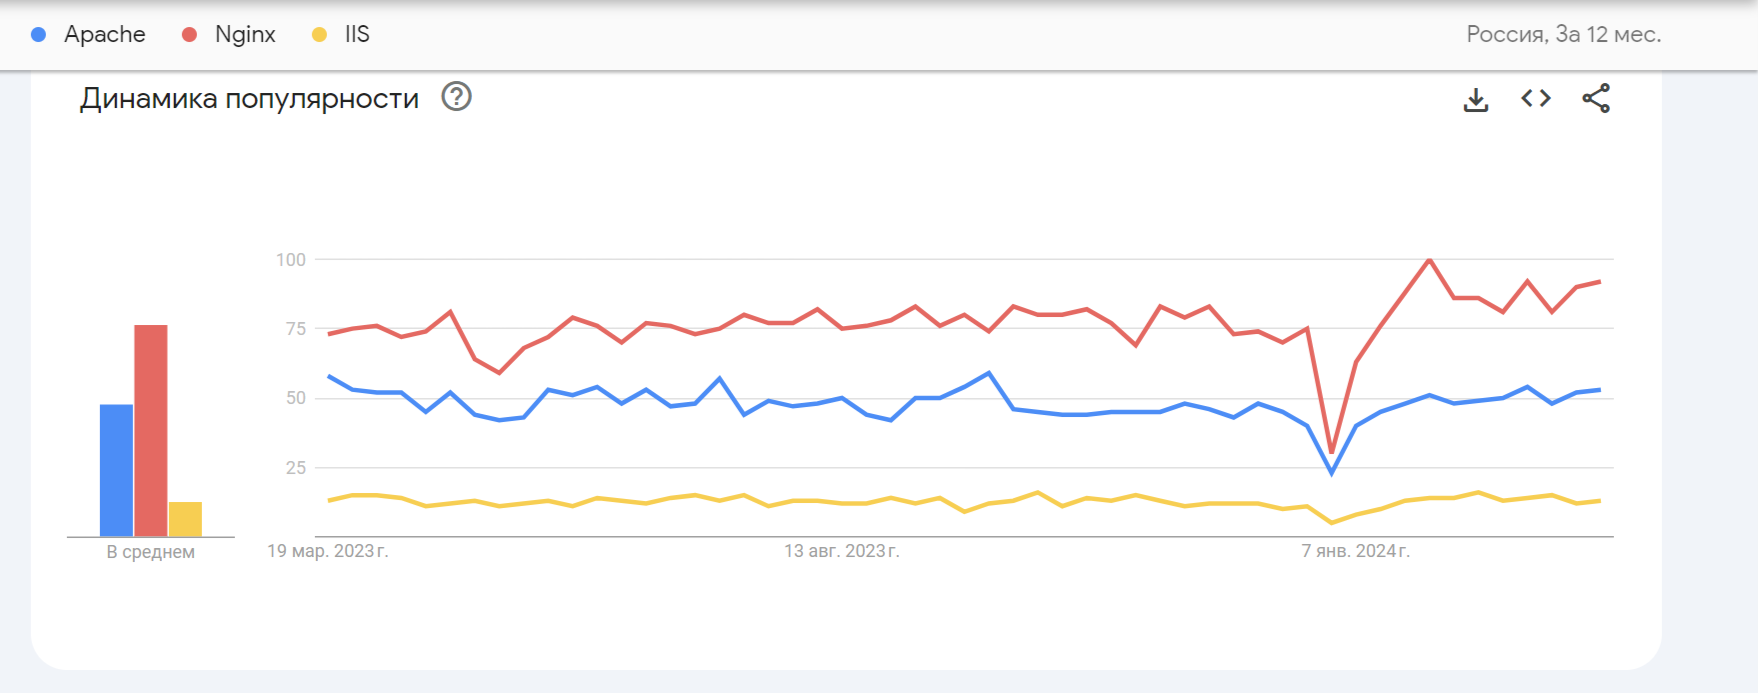 Apache Nginx IIS Россия, За 12 мес.
Динамика популярности ?
100
75
50
25
В среднем
19 мар. 2023 г. 13 авг. 2023 г. 7 янв. 2024 г.